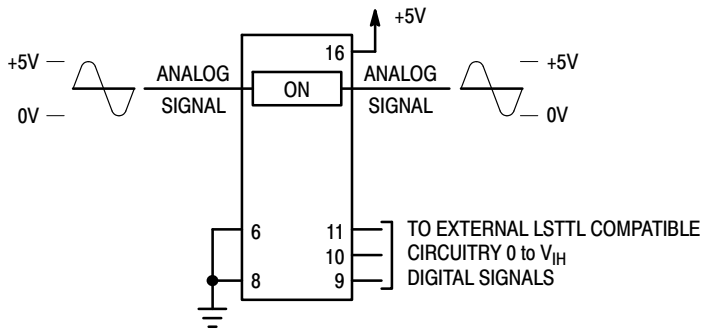 +5V
16
+5V
ANALOG
SIGNAL
ON
ANALOG
SIGNAL
+5V
0V
0V
6
11
TO EXTERNAL LSTTL COMPATIBLE
10
CIRCUITRY 0 to VIH
8
9
DIGITAL SIGNALS